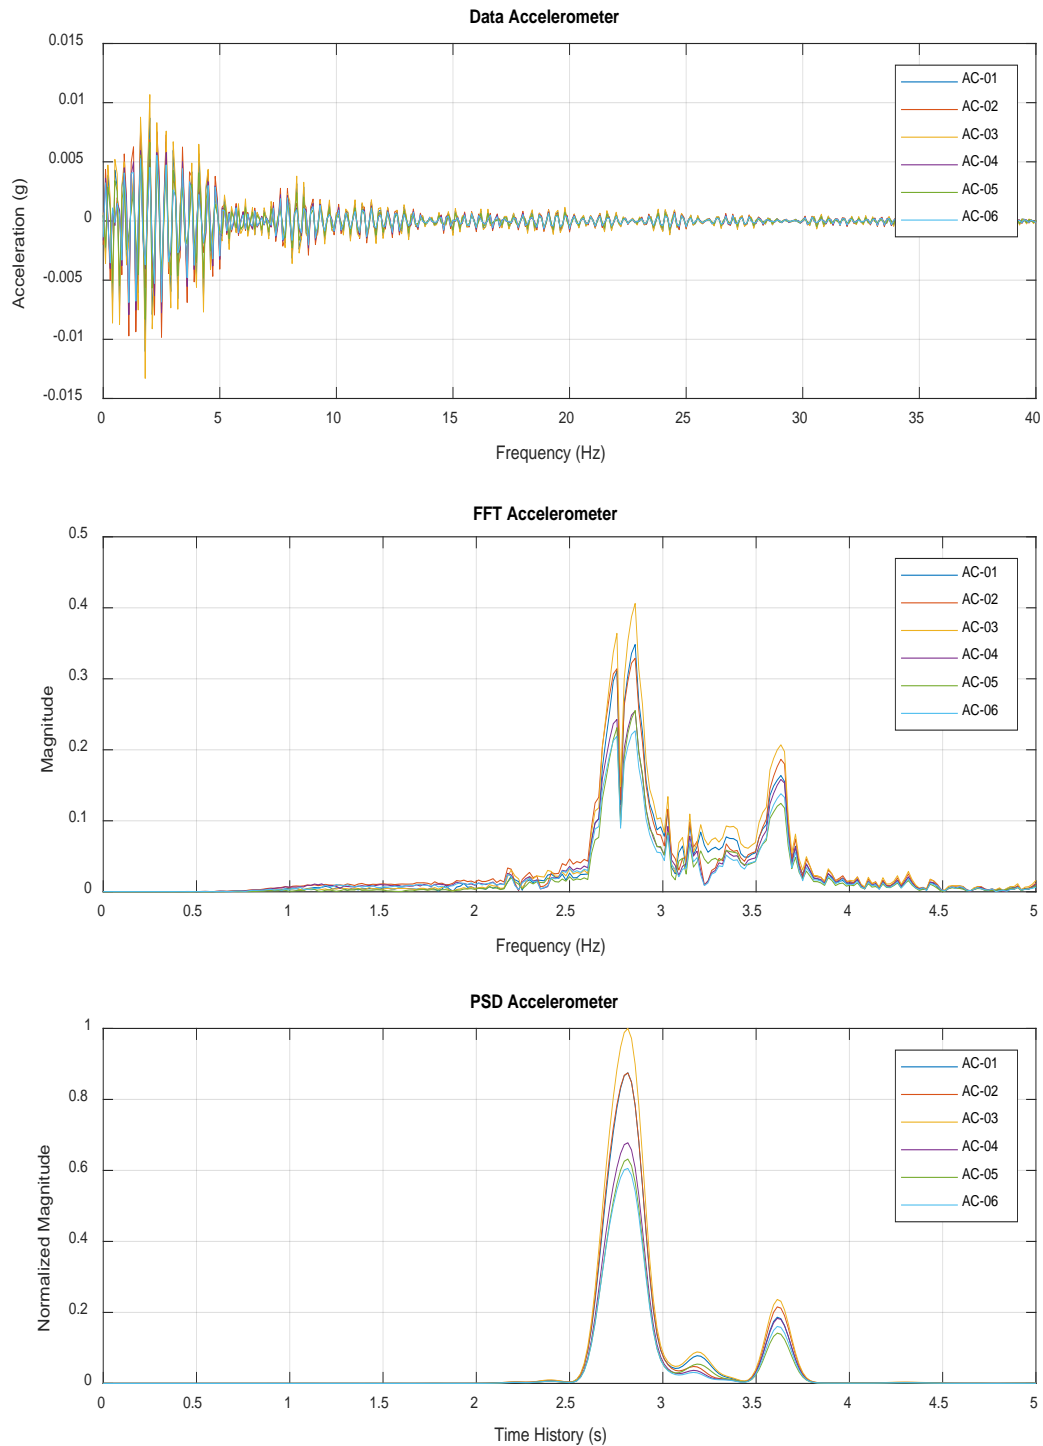 Data Accelerometer
0.015
0.01
0.005
0
-0.005
-0.01
-0.015
Acceleration (g)
AC-01
AC-02
AC-03
AC-04
AC-05
AC-06
0 5 10 15 20 25 30 35 40
Frequency (Hz)
FFT Accelerometer
0.5
0.4
0.3
0.2
0.1
0
Magnitude
AC-01
AC-02
AC-03
AC-04
AC-05
AC-06
0 0.5 1 1.5 2 2.5 3 3.5 4 4.5 5
Frequency (Hz)
PSD Accelerometer
1
0.8
0.6
0.4
0.2
0
Normalized Magnitude
AC-01
AC-02
AC-03
AC-04
AC-05
AC-06
0 0.5 1 1.5 2 2.5 3 3.5 4 4.5 5
Time History (s)